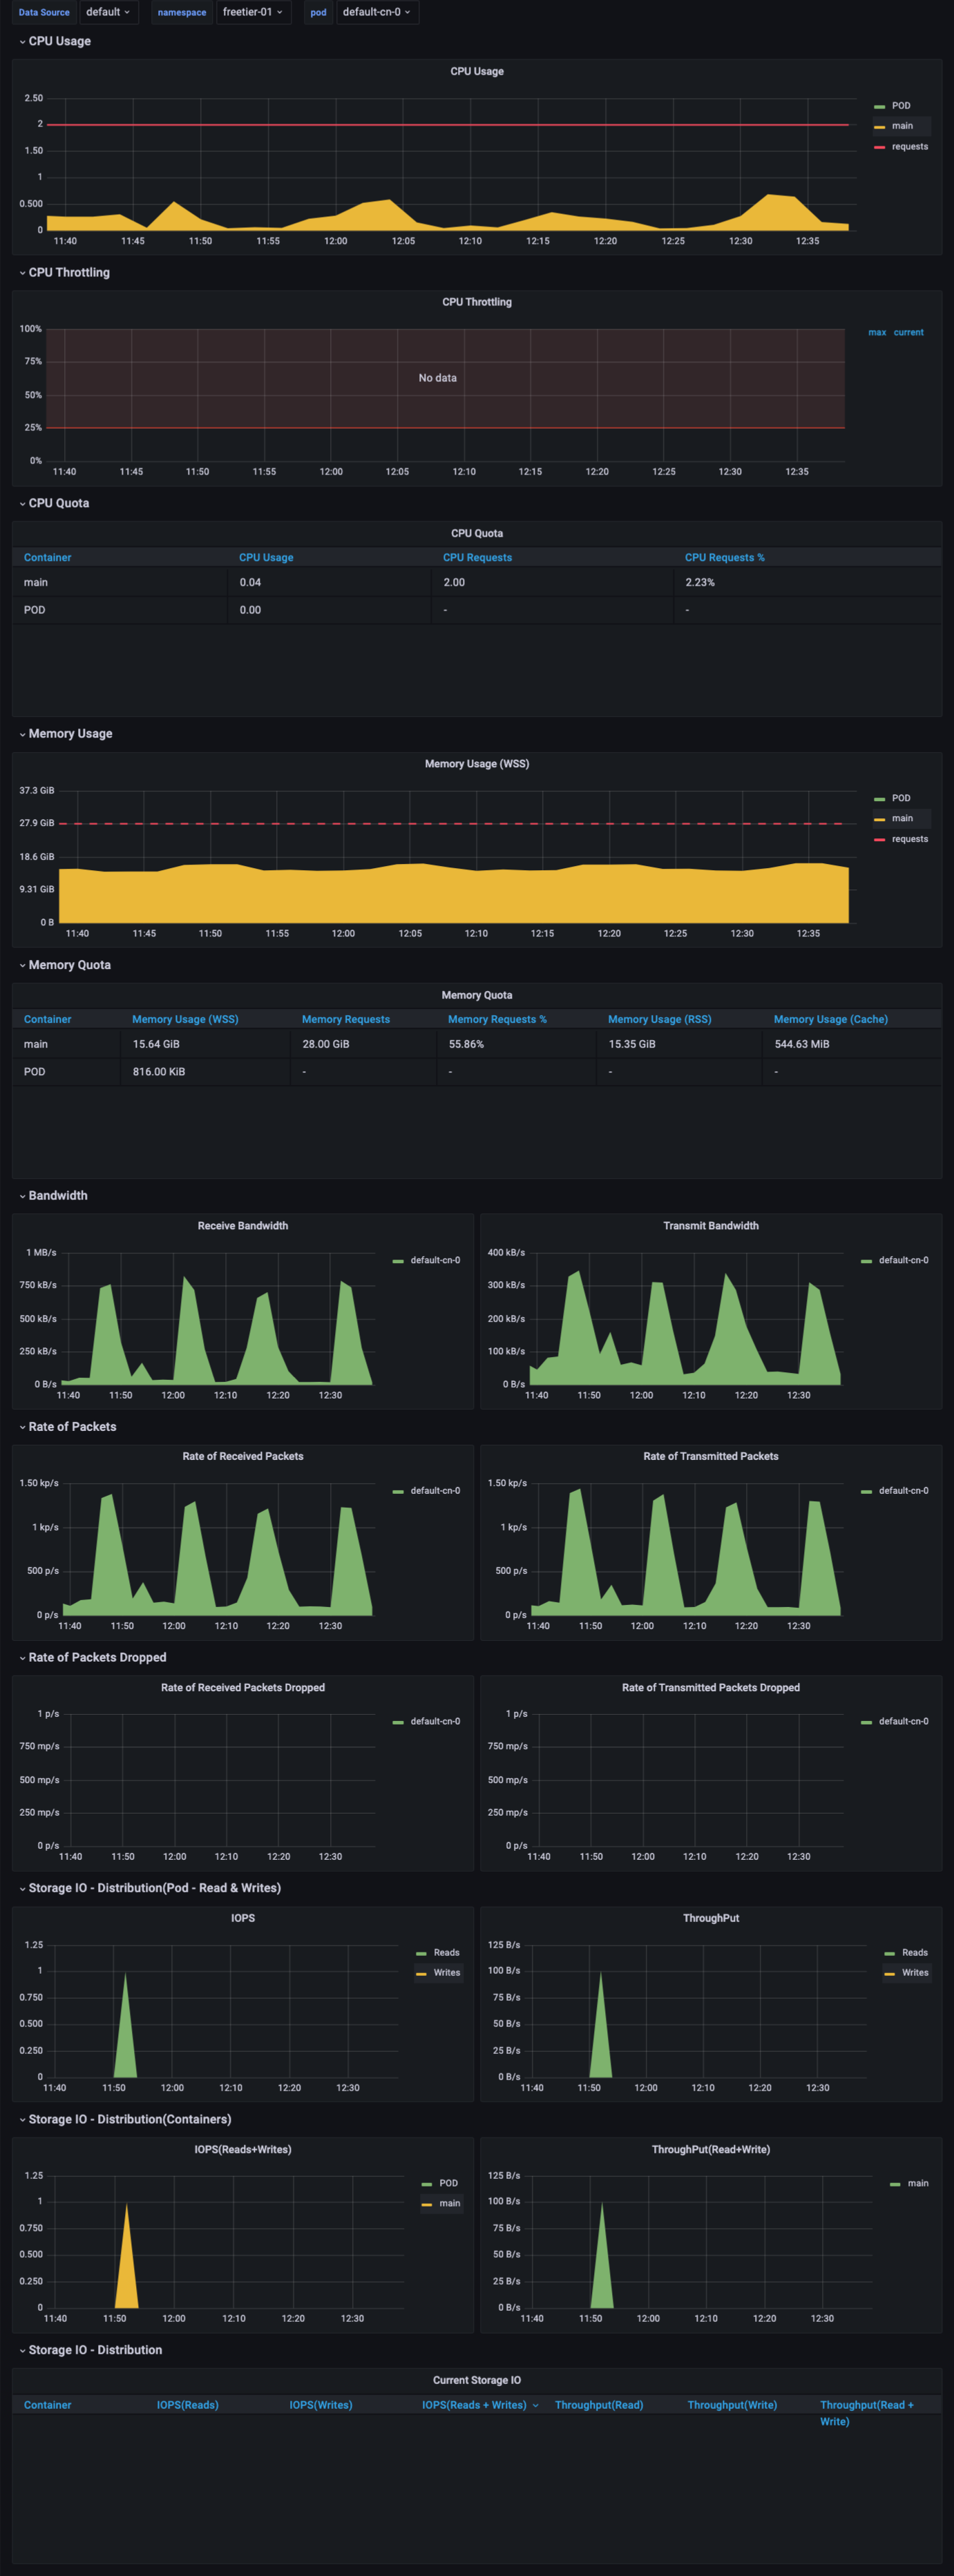 Data Source default namespace freetier-01 pod default-cn-0
CPU Usage
CPU Usage
2.50
2
1.50
1
0.500
0
11:40 11:45 11:50 11:55 12:00 12:05 12:10 12:15 12:20 12:25 12:30 12:35
POD
main
requests
CPU Throttling
CPU Throttling
100%
75%
50%
25%
0%
No data
11:40 11:45 11:50 11:55 12:00 12:05 12:10 12:15 12:20 12:25 12:30 12:35
max current
CPU Quota
CPU Quota
Container CPU Usage CPU Requests CPU Requests %
main 0.04 2.00 2.23%
POD 0.00 - -
Memory Usage
Memory Usage (WSS)
37.3 GiB
27.9 GiB
18.6 GiB
9.31 GiB
0 B
11:40 11:45 11:50 11:55 12:00 12:05 12:10 12:15 12:20 12:25 12:30 12:35
POD
main
requests
Memory Quota
Memory Quota
Container Memory Usage (WSS) Memory Requests Memory Requests % Memory Usage (RSS) Memory Usage (Cache)
main 15.64 GiB 28.00 GiB 55.86% 15.35 GiB 544.63 MiB
POD 816.00 KiB - - - -
Bandwidth
Receive Bandwidth
1 MB/s
750 kB/s
500 kB/s
250 kB/s
0 B/s
11:40 11:50 12:00 12:10 12:20 12:30
default-cn-0
Transmit Bandwidth
400 kB/s
300 kB/s
200 kB/s
100 kB/s
0 B/s
11:40 11:50 12:00 12:10 12:20 12:30
default-cn-0
Rate of Packets
Rate of Received Packets
1.50 kp/s
1 kp/s
500 p/s
0 p/s
11:40 11:50 12:00 12:10 12:20 12:30
default-cn-0
Rate of Transmitted Packets
1.50 kp/s
1 kp/s
500 p/s
0 p/s
11:40 11:50 12:00 12:10 12:20 12:30
default-cn-0
Rate of Packets Dropped
Rate of Received Packets Dropped
1 p/s
750 mp/s
500 mp/s
250 mp/s
0 p/s
11:40 11:50 12:00 12:10 12:20 12:30
default-cn-0
Rate of Transmitted Packets Dropped
1 p/s
750 mp/s
500 mp/s
250 mp/s
0 p/s
11:40 11:50 12:00 12:10 12:20 12:30
default-cn-0
Storage IO - Distribution(Pod - Read & Writes)
IOPS
1.25
1
0.750
0.500
0.250
0
11:40 11:50 12:00 12:10 12:20 12:30
Reads
Writes
ThroughPut
125 B/s
100 B/s
75 B/s
50 B/s
25 B/s
0 B/s
11:40 11:50 12:00 12:10 12:20 12:30
Reads
Writes
Storage IO - Distribution(Containers)
IOPS(Reads+Writes)
1.25
1
0.750
0.500
0.250
0
11:40 11:50 12:00 12:10 12:20 12:30
POD
main
ThroughPut(Read+Write)
125 B/s
100 B/s
75 B/s
50 B/s
25 B/s
0 B/s
11:40 11:50 12:00 12:10 12:20 12:30
main
Storage IO - Distribution
Current Storage IO
Container IOPS(Reads) IOPS(Writes) IOPS(Reads + Writes) Throughput(Read) Throughput(Write) Throughput(Read +
Write)